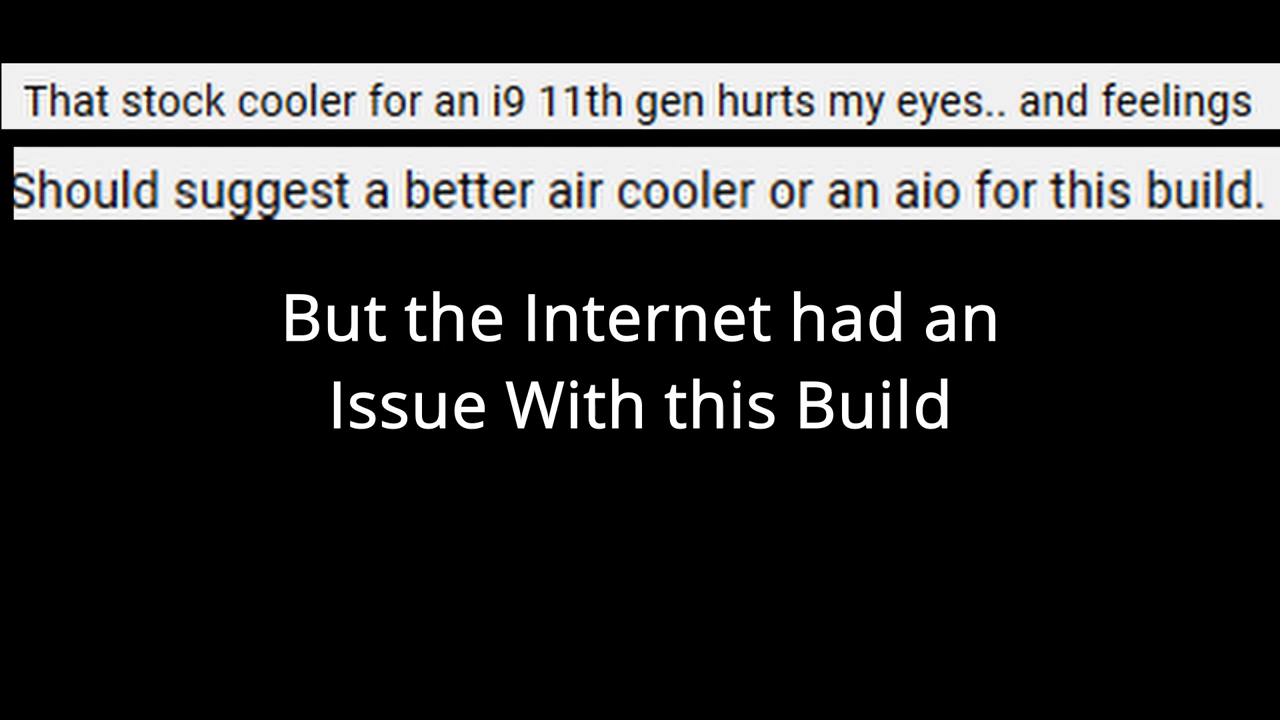 That stock cooler for an i9 11th gen hurts my eyes.. and feelings
Should suggest a better air cooler or an aio for this build.
But the Internet had an
Issue With this Build